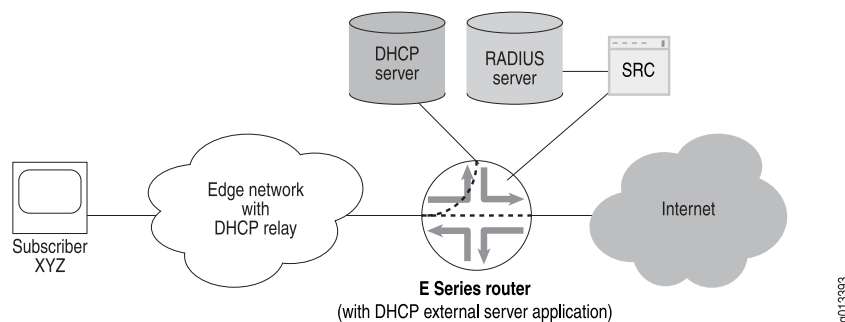 DHCP
server
RADIUS
server
SRC
Edge network
with
DHCP relay
Internet
Subscriber
XYZ
E Series router
(with DHCP external server application)
g013393